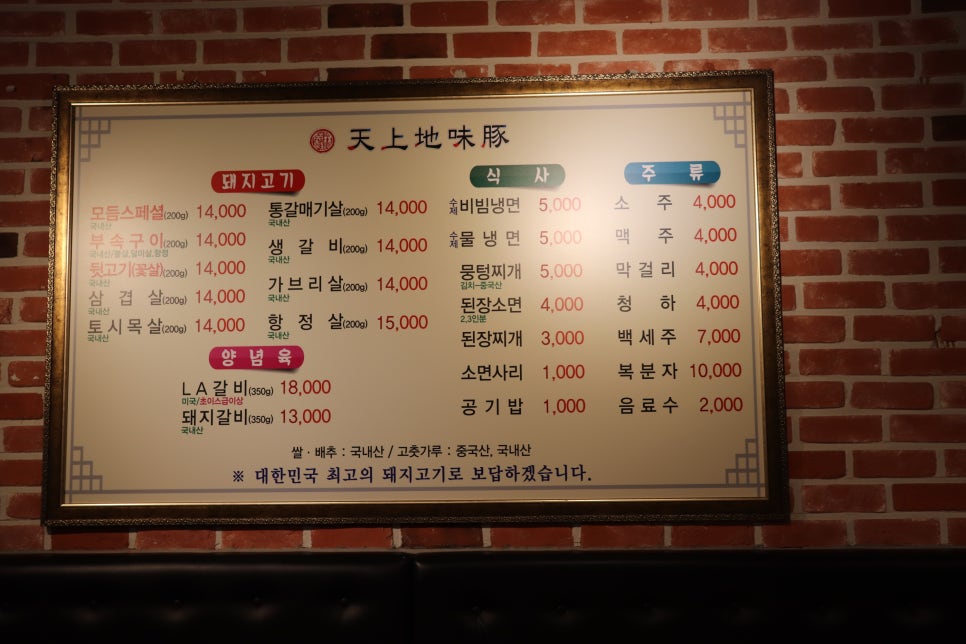 天上地味豚
돼지고기
모듬스페셜(200g) 14,000
국내산
부속구이(200g) 14,000
국내산/볼살,덜미살,항정
뒷고기(꽃살)(200g) 14,000
국내산
삼겹살(200g) 14,000
국내산
토시목살(200g) 14,000
국내산
통갈매기살(200g) 14,000
국내산
생갈비(200g) 14,000
국내산
가브리살(200g) 14,000
국내산
항정살(200g) 15,000
국내산
양념육
LA갈비(350g) 18,000
미국/초이스급이상
돼지갈비(350g) 13,000
국내산
식사
수제비빔냉면 5,000
수제물냉면 5,000
뭉텅찌개 5,000
김치-중국산
된장소면 4,000
2,3인분
된장찌개 3,000
소면사리 1,000
공기밥 1,000
주류
소주 4,000
맥주 4,000
막걸리 4,000
청하 4,000
백세주 7,000
복분자 10,000
음료수 2,000
쌀·배추 : 국내산 / 고춧가루 : 중국산, 국내산
※ 대한민국 최고의 돼지고기로 보답하겠습니다.